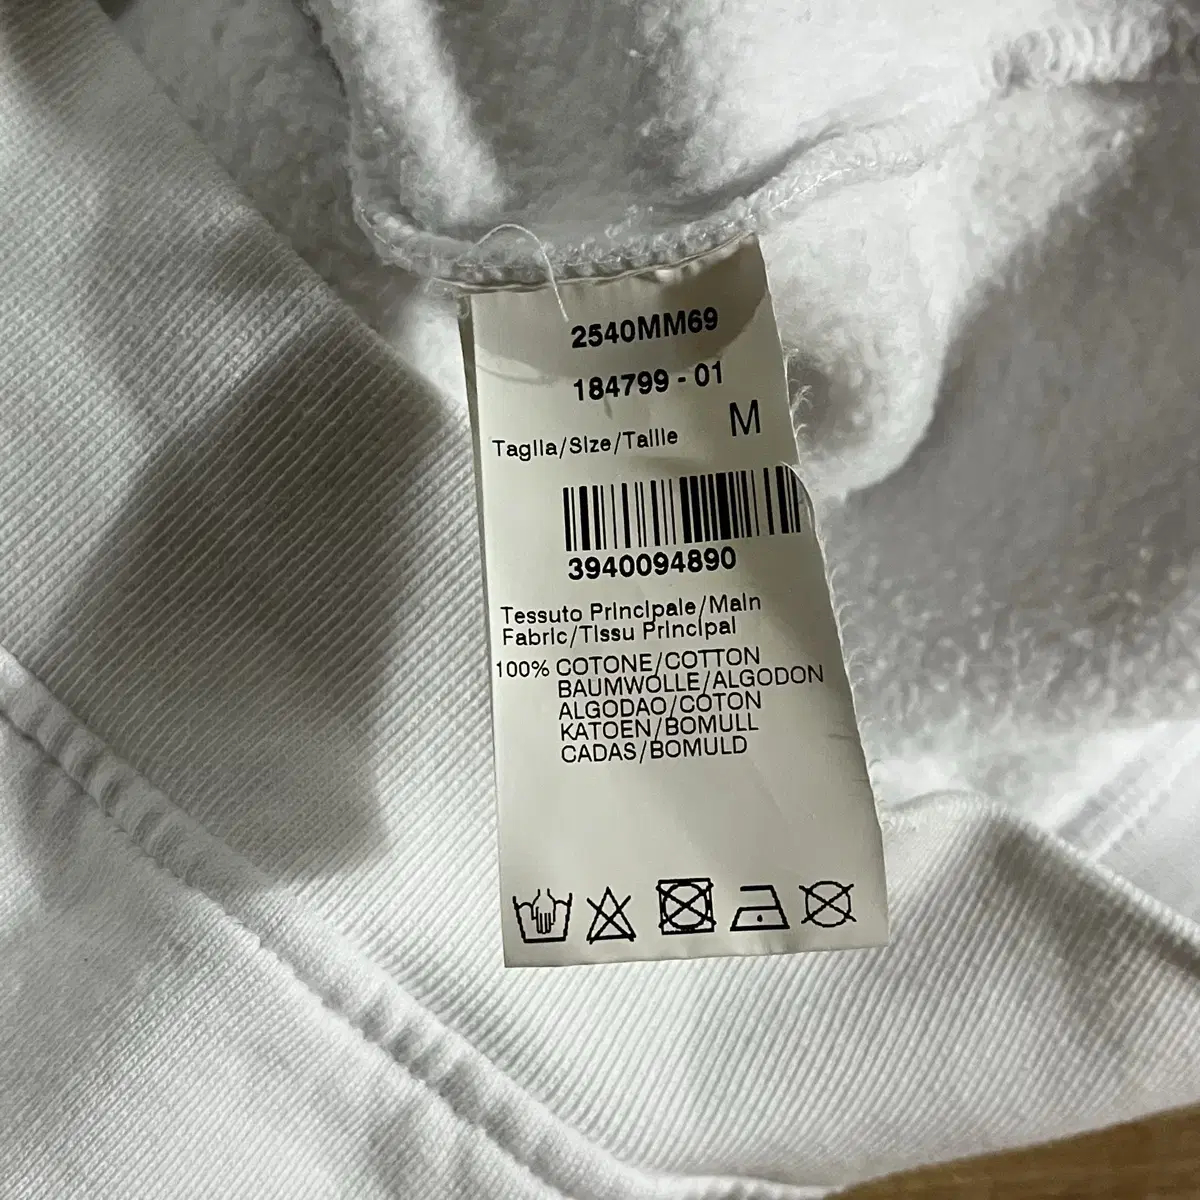 2540MM69
184799 - 01
Taglia/Size/Taille M
3940094890
Tessuto Principale/Main
Fabric/Tissu Principal
100% COTONE/COTTON
BAUMWOLLE/ALGODON
ALGODAO/COTON
KATOEN/BOMULL
CADAS/BOMULD